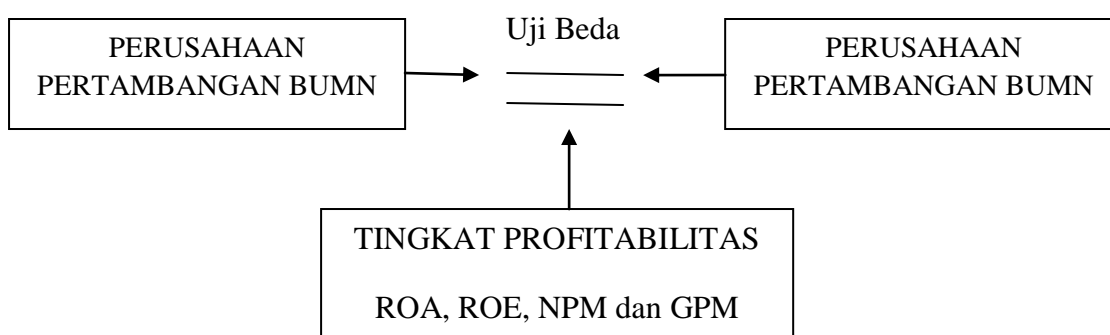 Uji Beda
PERUSAHAAN
PERTAMBANGAN BUMN
PERUSAHAAN
PERTAMBANGAN BUMN
TINGKAT PROFITABILITAS
ROA, ROE, NPM dan GPM